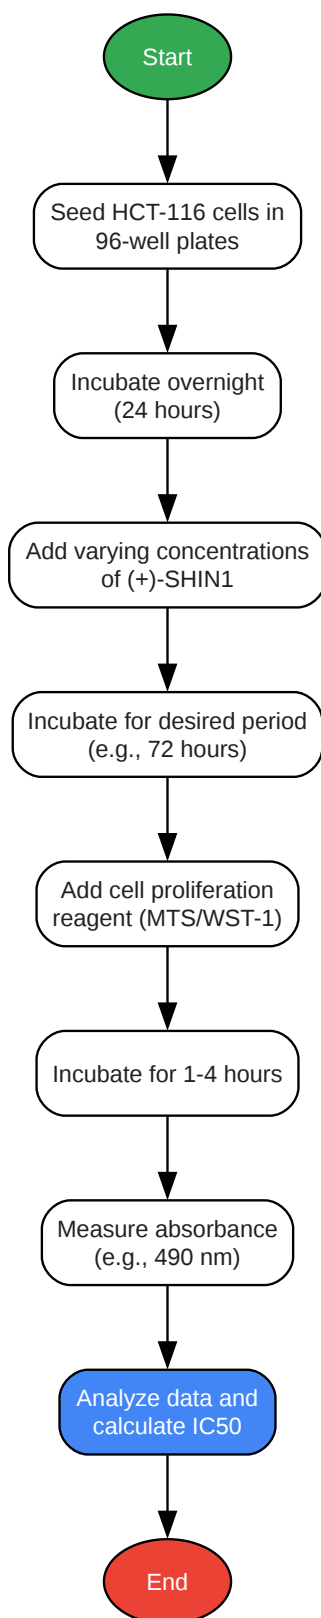 Start
Seed HCT-116 cells in
96-well plates
Incubate overnight
(24 hours)
Add varying concentrations
of (+)-SHIN1
Incubate for desired period
(e.g., 72 hours)
Add cell proliferation
reagent (MTS/WST-1)
Incubate for 1-4 hours
Measure absorbance
(e.g., 490 nm)
Analyze data and
calculate IC50
End